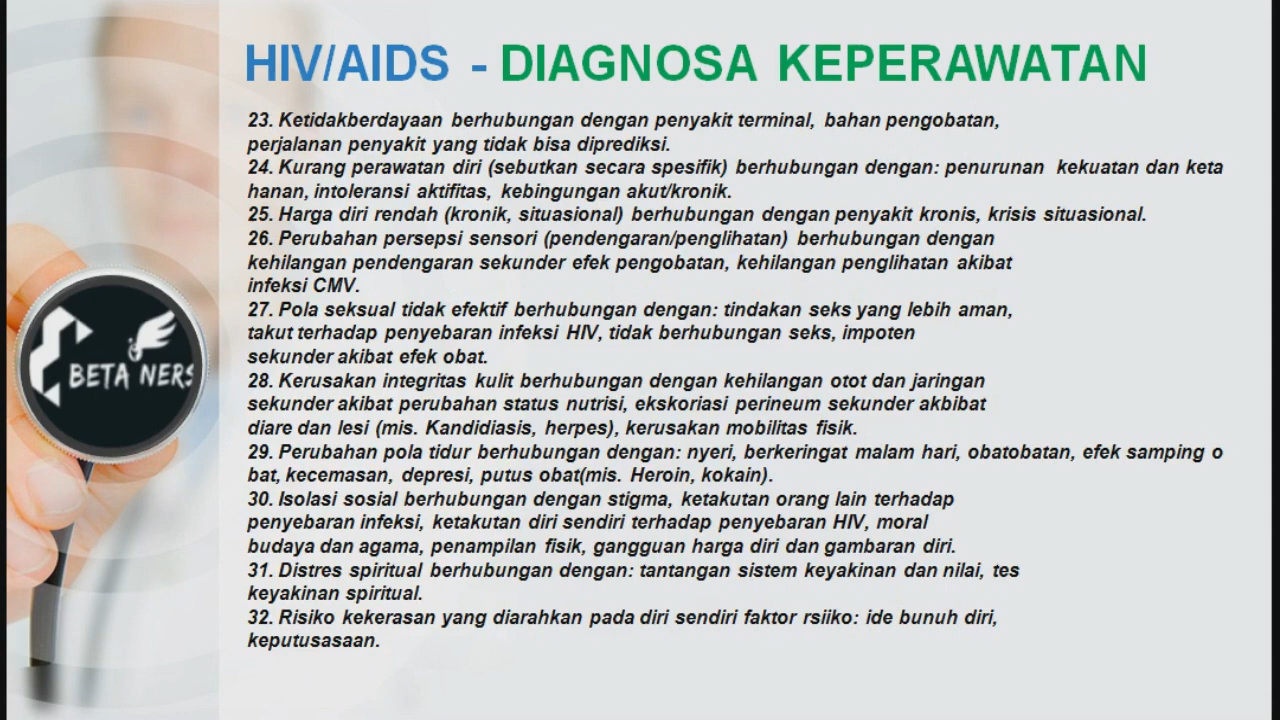 HIV/AIDS - DIAGNOSA KEPERAWATAN
23. Ketidakberdayaan berhubungan dengan penyakit terminal, bahan pengobatan,
perjalanan penyakit yang tidak bisa diprediksi.
24. Kurang perawatan diri (sebutkan secara spesifik) berhubungan dengan: penurunan kekuatan dan keta
hanan, intoleransi aktifitas, kebingungan akut/kronik.
25. Harga diri rendah (kronik, situasional) berhubungan dengan penyakit kronis, krisis situasional.
26. Perubahan persepsi sensori (pendengaran/penglihatan) berhubungan dengan
kehilangan pendengaran sekunder efek pengobatan, kehilangan penglihatan akibat
infeksi CMV.
27. Pola seksual tidak efektif berhubungan dengan: tindakan seks yang lebih aman,
takut terhadap penyebaran infeksi HIV, tidak berhubungan seks, impoten
sekunder akibat efek obat.
28. Kerusakan integritas kulit berhubungan dengan kehilangan otot dan jaringan
sekunder akibat perubahan status nutrisi, ekskoriasi perineum sekunder akbibat
diare dan lesi (mis. Kandidiasis, herpes), kerusakan mobilitas fisik.
29. Perubahan pola tidur berhubungan dengan: nyeri, berkeringat malam hari, obatobatan, efek samping o
bat, kecemasan, depresi, putus obat(mis. Heroin, kokain).
30. Isolasi sosial berhubungan dengan stigma, ketakutan orang lain terhadap
penyebaran infeksi, ketakutan diri sendiri terhadap penyebaran HIV, moral
budaya dan agama, penampilan fisik, gangguan harga diri dan gambaran diri.
31. Distres spiritual berhubungan dengan: tantangan sistem keyakinan dan nilai, tes
keyakinan spiritual.
32. Risiko kekerasan yang diarahkan pada diri sendiri faktor rsiiko: ide bunuh diri,
keputusasaan.
BETA NERS